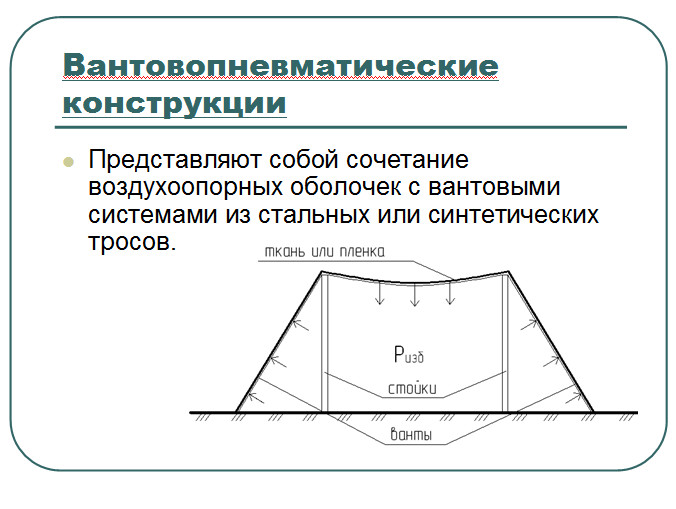 Вантовопневматические
конструкции
Представляют собой сочетание
воздухоопорных оболочек с вантовыми
системами из стальных или синтетических
тросов.
ткань или пленка
Ризб
стойки
ванты